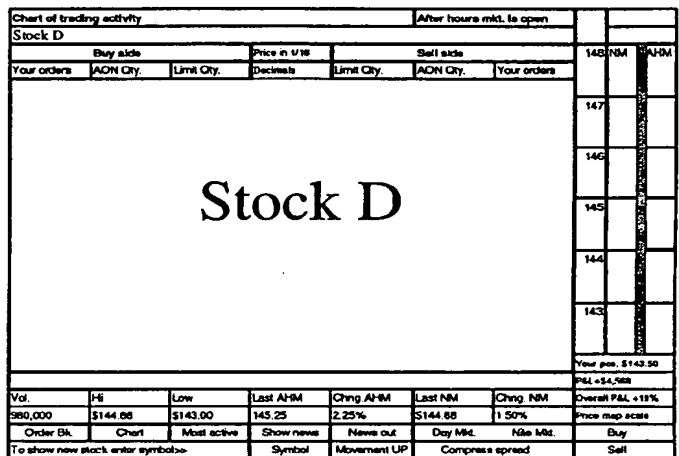 Chart of trading activity After hours mkt. is open
Stock D
Buy side Price in 1/16 Sell side 148 NM AHM
Your orders AON Qty. Limit Qty. Decimals Limit Qty. AON Qty. Your orders
147
146
Stock D
145
144
143
Your pos. $143.50
P&L +$4,568
Vol. Hi Low Last AHM Chng AHM Last NM Chng. NM Overall P&L +18%
980,000 $144.68 $143.00 145.25 2.25% $144.68 1 50% Price map scale
Order Bk. Chart Most active Show news News out Day Mkt. Nite Mkt. Buy
To show new stock enter symbol>> Symbol Movement UP Compress spread Sell